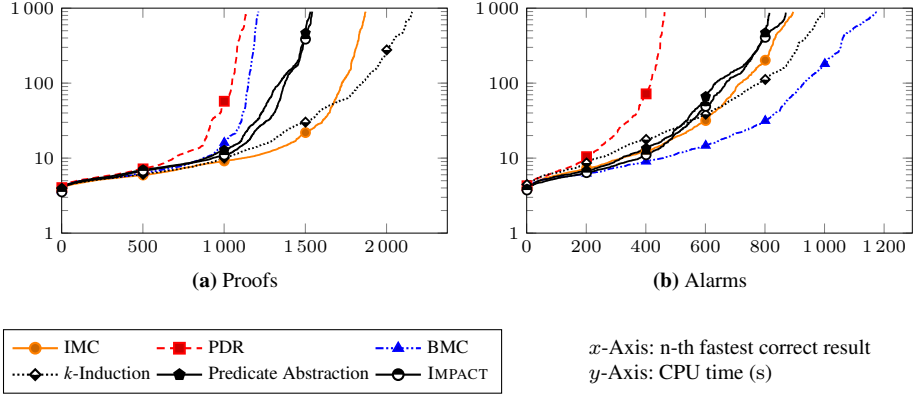 1 000
100
10
1
0
500
1 000
1 500
2 000
(a) Proofs
1 000
100
10
1
0
200
400
600
800
1 000
1 200
(b) Alarms
IMC
PDR
BMC
k-Induction
Predicate Abstraction
IMPACT
x-Axis: n-th fastest correct result
y-Axis: CPU time (s)